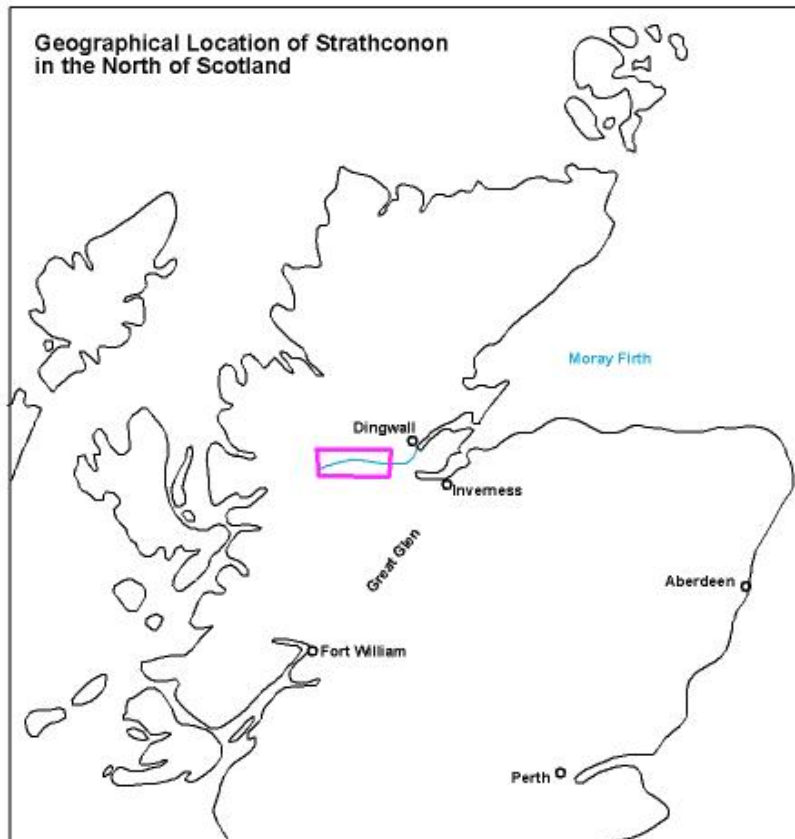 Geographical Location of Strathconon
in the North of Scotland
Moray Firth
Dingwall
Inverness
Great Glen
Aberdeen
Fort William
Perth